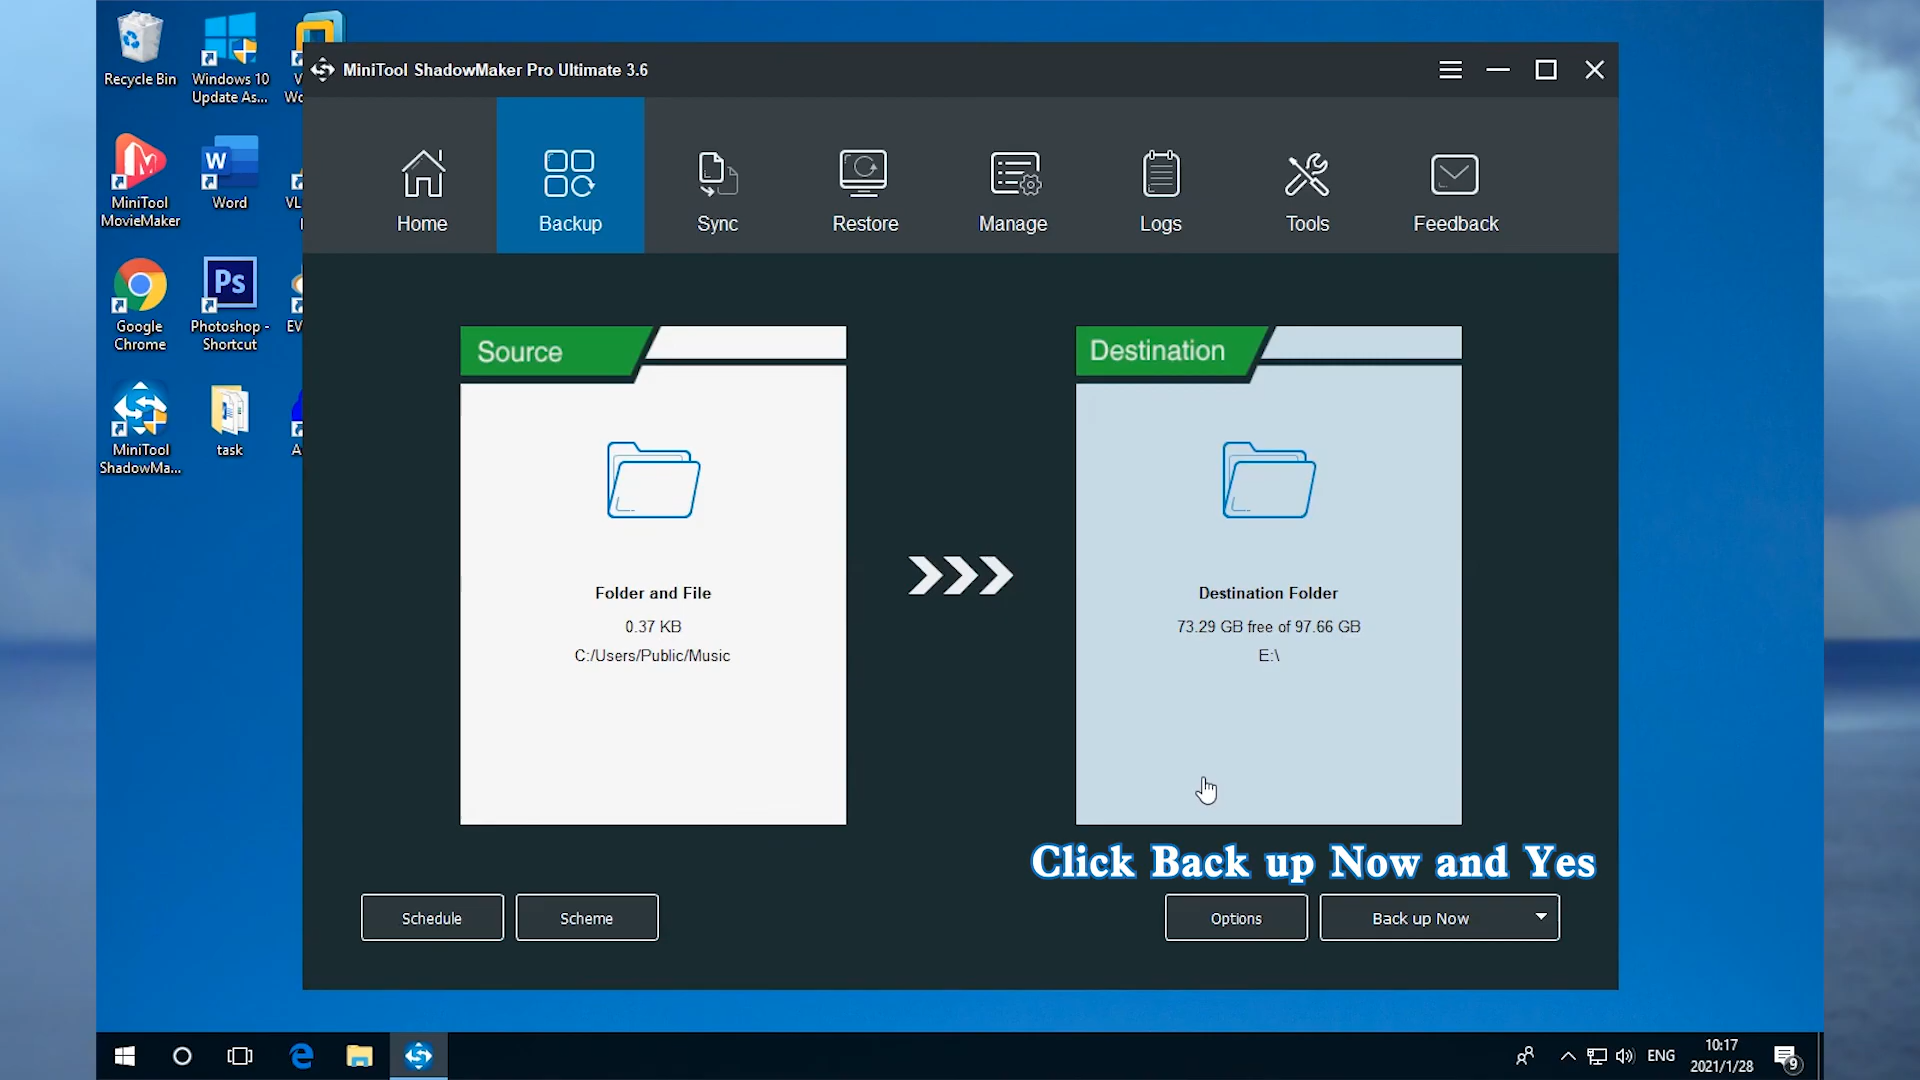 Recycle Bin
Windows 10
Update As...
MiniTool
MovieMaker
W
Word
Google
Chrome
Ps
Photoshop -
Shortcut
MiniTool
ShadowMa...
task
MiniTool ShadowMaker Pro Ultimate 3.6
Home
Backup
Sync
Restore
Manage
Logs
Tools
Feedback
Source
Folder and File
0.37 KB
C:/Users/Public/Music
Destination
Destination Folder
73.29 GB free of 97.66 GB
E:\
Click Back up Now and Yes
Schedule
Scheme
Options
Back up Now
ENG
10:17
2021/1/28
9